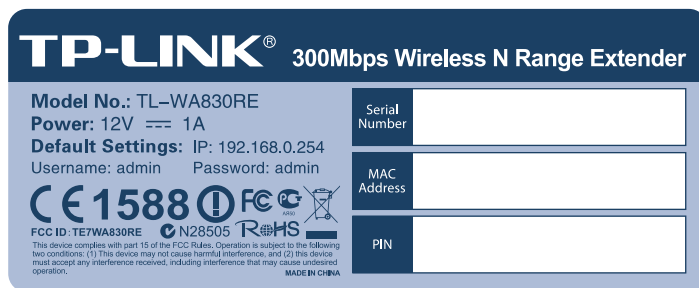 TP-LINK® 300Mbps Wireless N Range Extender
Model No.: TL-WA830RE
Power: 12V ⎓ 1A
Default Settings: IP: 192.168.0.254
Username: admin Password: admin
CE1588 FC PG
AR50
FCC ID: TE7WA830RE N28505 RoHS
This device complies with part 15 of the FCC Rules. Operation is subject to the following
two conditions: (1) This device may not cause harmful interference, and (2) this device
must accept any interference received, including interference that may cause undesired
operation.
MADE IN CHINA
Serial
Number
MAC
Address
PIN